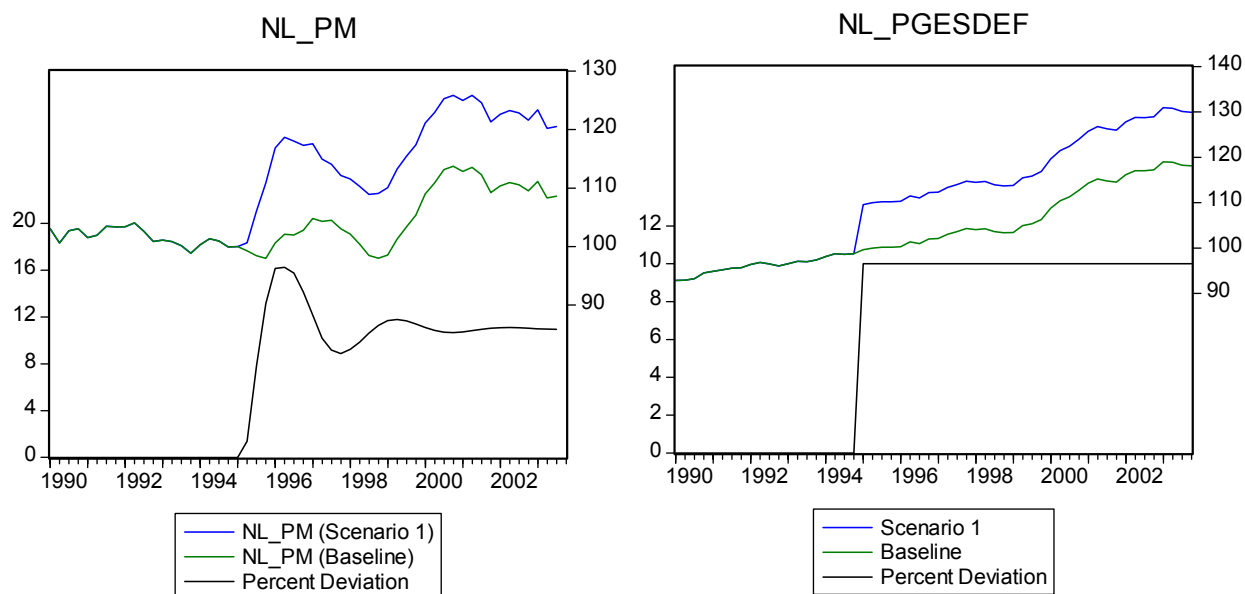 NL_PM
130
120
110
100
90
20
16
12
8
4
0
1990 1992 1994 1996 1998 2000 2002
NL_PM (Scenario 1)
NL_PM (Baseline)
Percent Deviation
NL_PGESDEF
140
130
120
110
100
90
12
10
8
6
4
2
0
1990 1992 1994 1996 1998 2000 2002
Scenario 1
Baseline
Percent Deviation